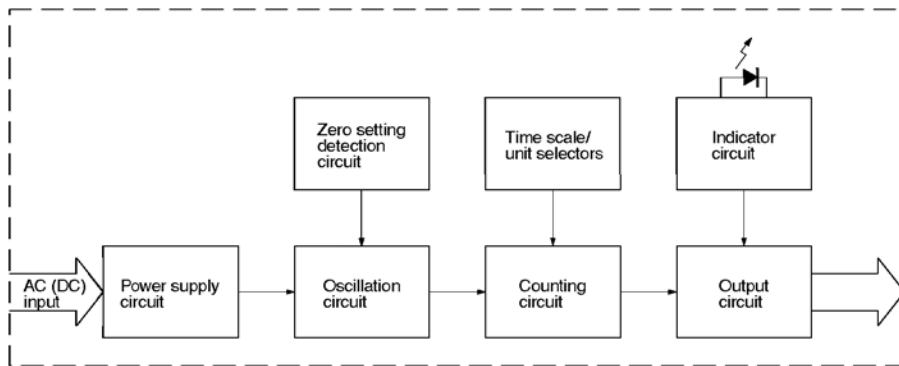 Zero setting
detection
circuit
Time scale/
unit selectors
Indicator
circuit
AC (DC)
input
Power supply
circuit
Oscillation
circuit
Counting
circuit
Output
circuit